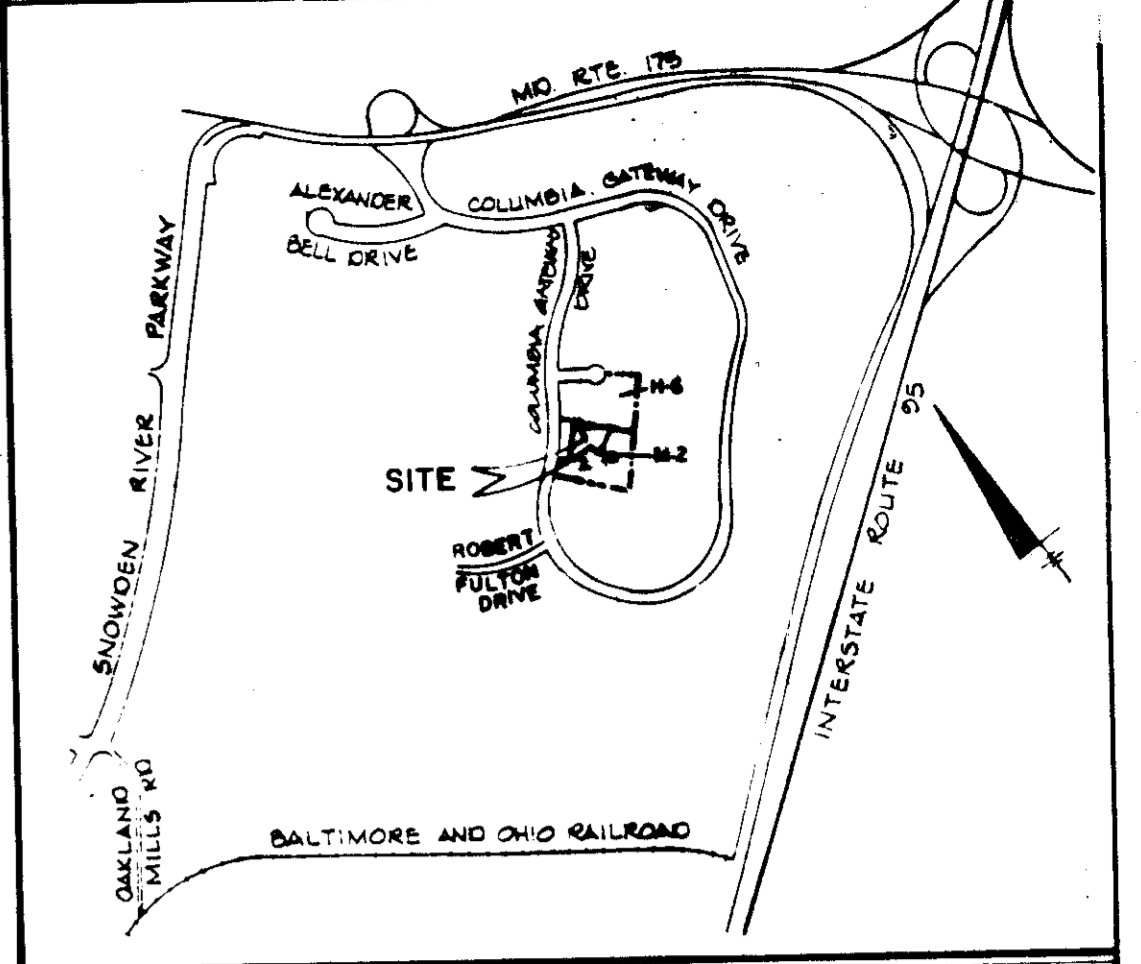 MD. RTE. 175
ALEXANDER
BELL DRIVE
COLUMBIA GATEWAY DRIVE
COLUMBIA GATEWAY
DRIVE
SNOWDEN RIVER PARKWAY
H-6
M-2
SITE
ROBERT
FULTON
DRIVE
INTERSTATE ROUTE 95
OAKLAND
MILLS RD
BALTIMORE AND OHIO RAILROAD